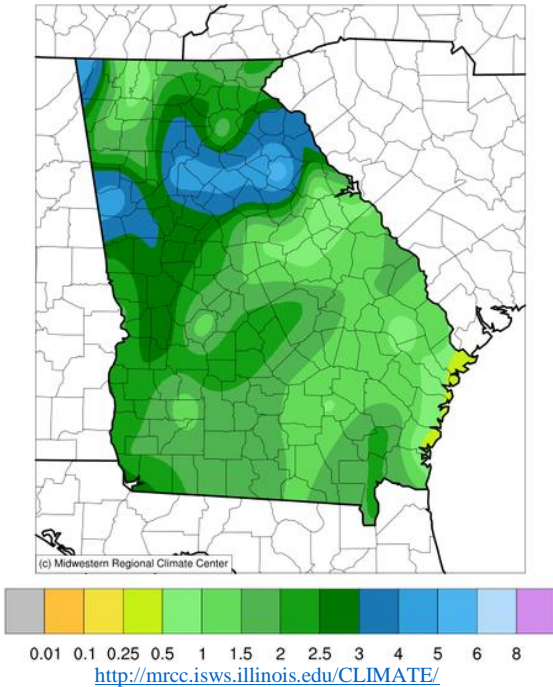 (c) Midwestern Regional Climate Center
0.01 0.1 0.25 0.5 1 1.5 2 2.5 3 4 5 6 8
http://mrcc.isws.illinois.edu/CLIMATE/